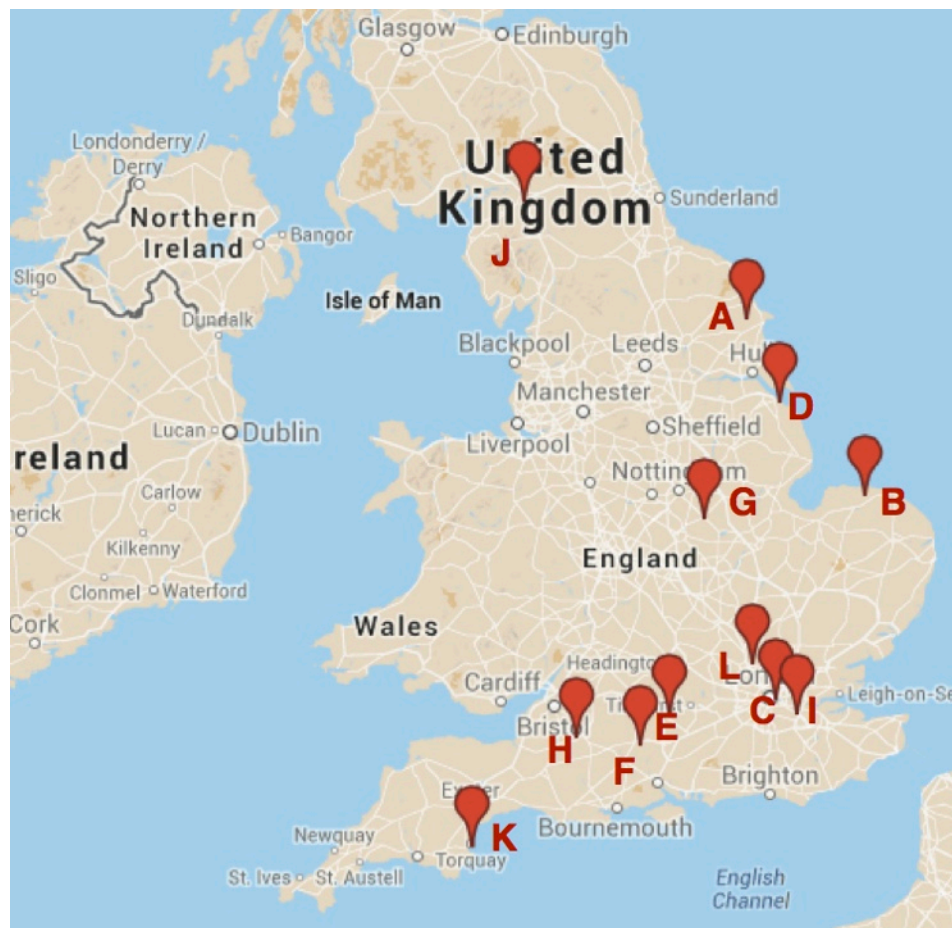 Glasgow
Edinburgh
Londonderry /
Derry
United
Kingdom
Sunderland
Northern
Ireland
Bangor
J
Sligo
Isle of Man
A
Dundalk
Blackpool
Leeds
Manchester
D
Lucan
Dublin
Liverpool
Sheffield
reland
Nottingham
Carlow
G
B
nerick
Kilkenny
England
Clonmel
Waterford
Cork
Wales
L
Headingt
Cardiff
C
I
Leigh-on-Se
Bristol
E
H
F
Brighton
Exeter
Bournemouth
Newquay
K
Torquay
St. Ives
St. Austell
English
Channel